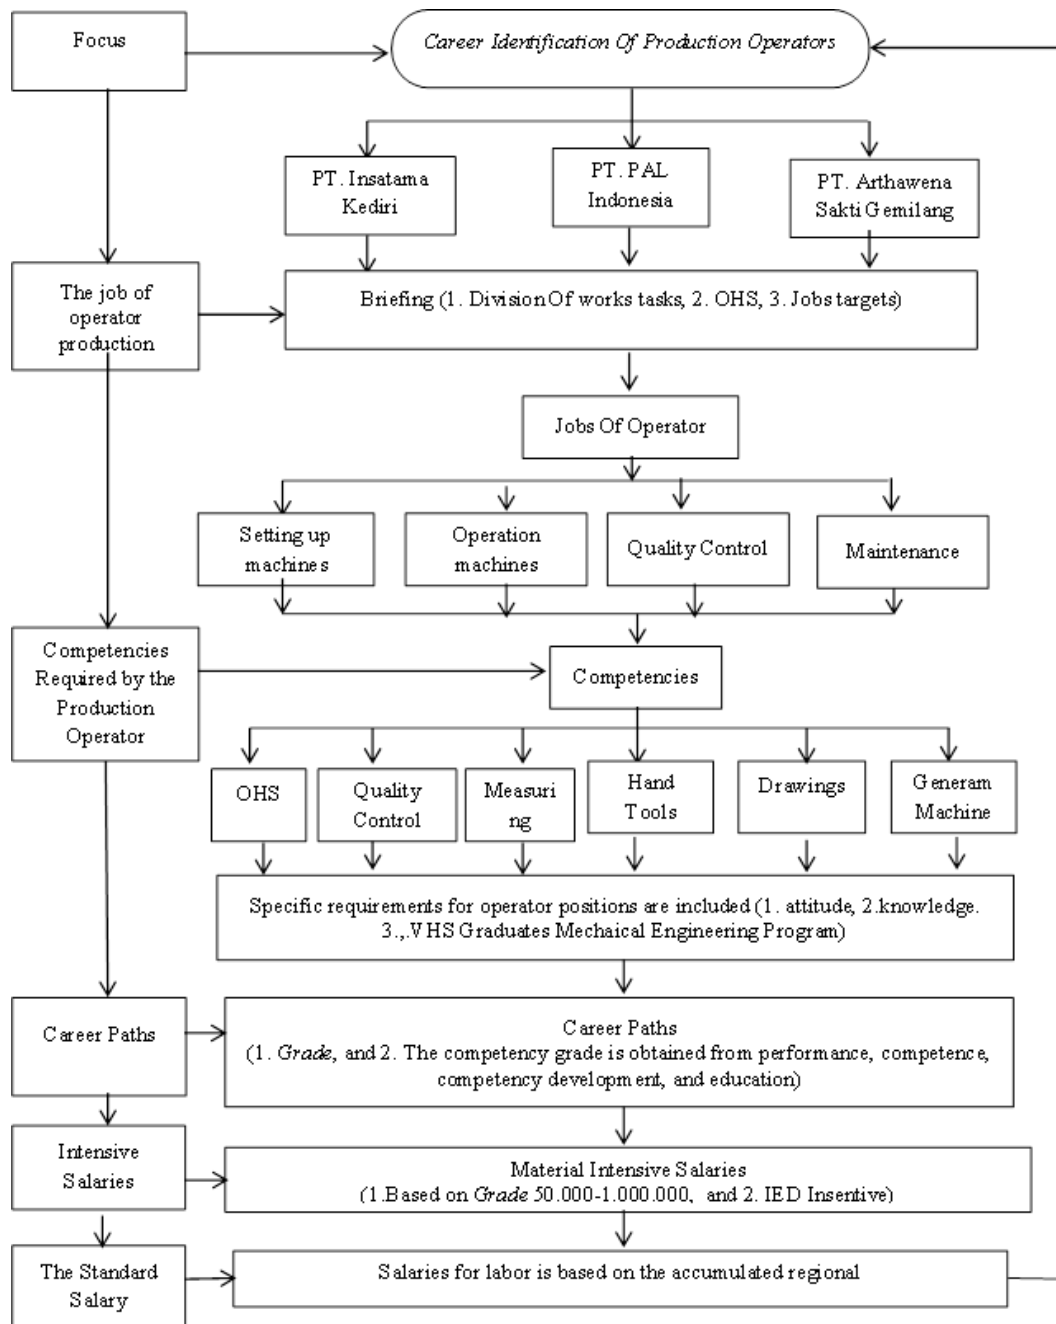 Focus
Career Identification Of Production Operators
PT. Insatama
Kediri
PT. PAL
Indonesia
PT. Arthawena
Sakti Gemilang
The job of
operator
production
Briefing (1. Division Of works tasks, 2. OHS, 3. Jobs targets)
Jobs Of Operator
Setting up
machines
Operation
machines
Quality Control
Maintenance
Competencies
Required by the
Production
Operator
Competencies
OHS
Quality
Control
Measuri
ng
Hand
Tools
Drawings
Generam
Machine
Specific requirements for operator positions are included (1. attitude, 2.knowledge.
3.,.VHS Graduates Mechaical Engineering Program)
Career Paths
Career Paths
(1. Grade, and 2. The competency grade is obtained from performance, competence,
competency development, and education)
Intensive
Salaries
Material Intensive Salaries
(1.Based on Grade 50.000-1.000.000, and 2. IED Insentive)
The Standard
Salary
Salaries for labor is based on the accumulated regional